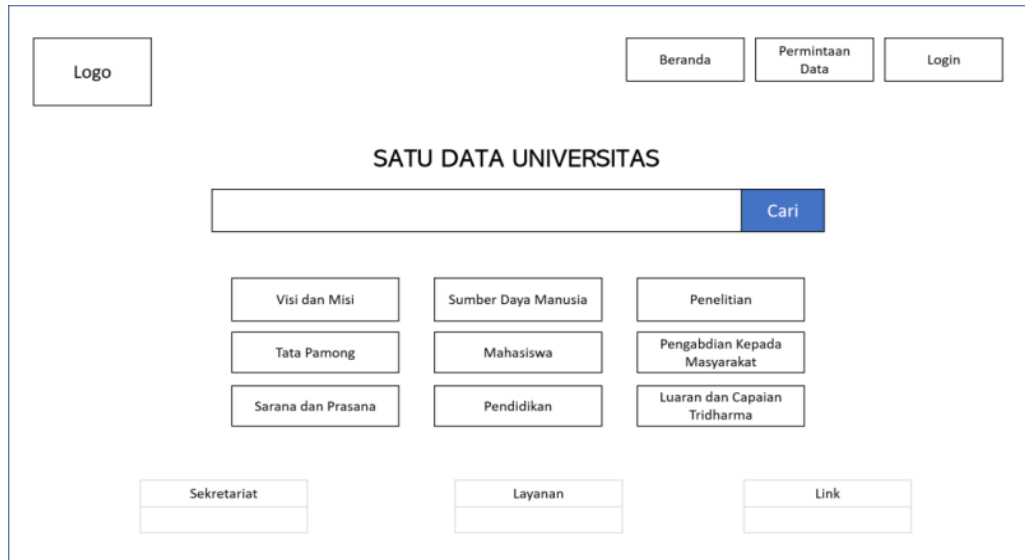 Logo
Beranda
Permintaan
Data
Login
SATU DATA UNIVERSITAS
Cari
Visi dan Misi
Sumber Daya Manusia
Penelitian
Tata Pamong
Mahasiswa
Pengabdian Kepada
Masyarakat
Sarana dan Prasana
Pendidikan
Luaran dan Capaian
Tridharma
Sekretariat
Layanan
Link